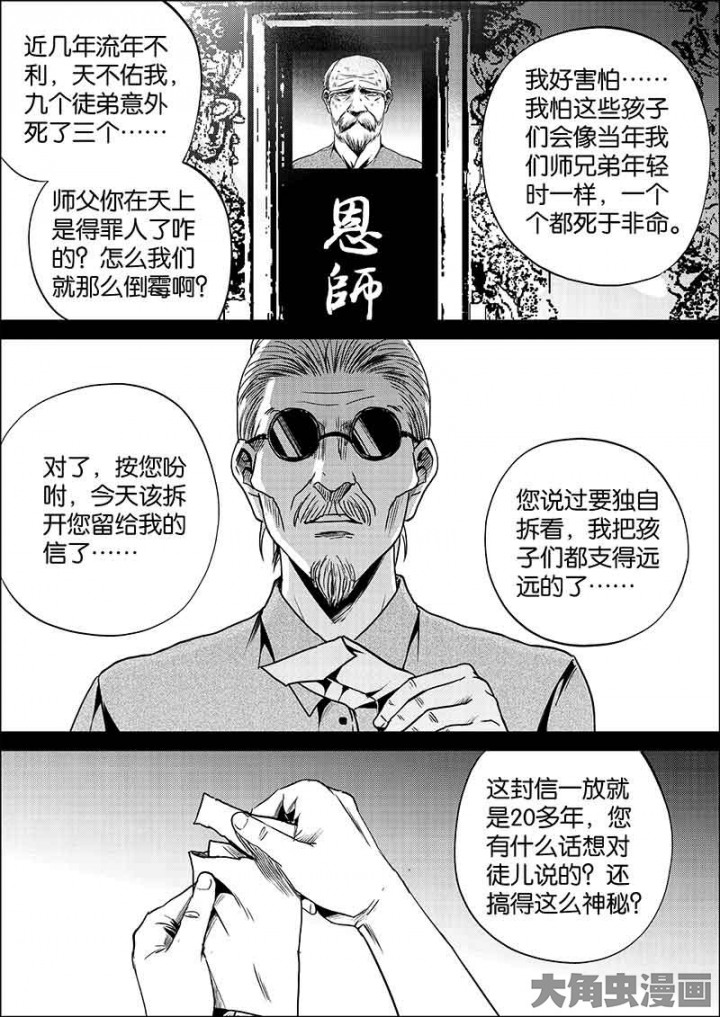 近几年流年不
利，天不佑我，
九个徒弟意外
死了三个……
师父你在天上
是得罪人了咋
的？怎么我们
就那么倒霉啊？
恩師
我好害怕……
我怕这些孩子
们会像当年我
们师兄弟年轻
时一样，一个
个都死于非命。
对了，按您吩
咐，今天该拆
开您留给我的
信了……
您说过要独自
拆看，我把孩
子们都支得远
远的了……
这封信一放就
是20多年，您
有什么话想对
徒儿说的？还
搞得这么神秘？
大角虫漫画